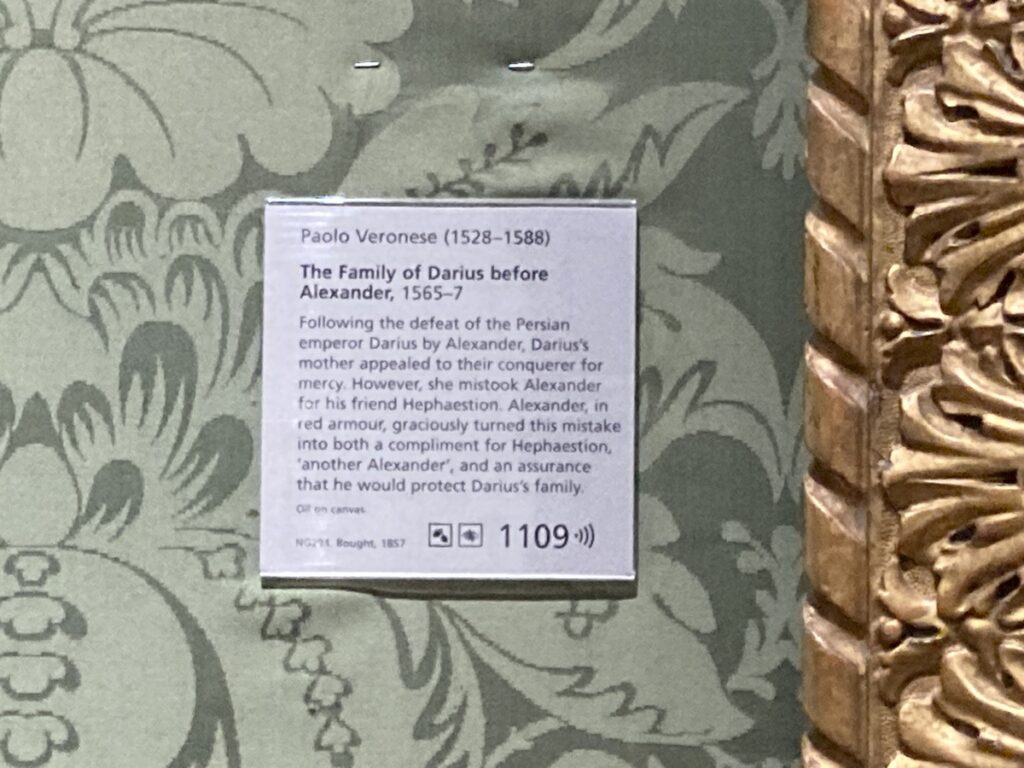 Paolo Veronese (1528–1588)
The Family of Darius before
Alexander, 1565–7
Following the defeat of the Persian
emperor Darius by Alexander, Darius's
mother appealed to their conquerer for
mercy. However, she mistook Alexander
for his friend Hephaestion. Alexander, in
red armour, graciously turned this mistake
into both a compliment for Hephaestion,
'another Alexander', and an assurance
that he would protect Darius's family.
Oil on canvas
NG294. Bought, 1857
1109